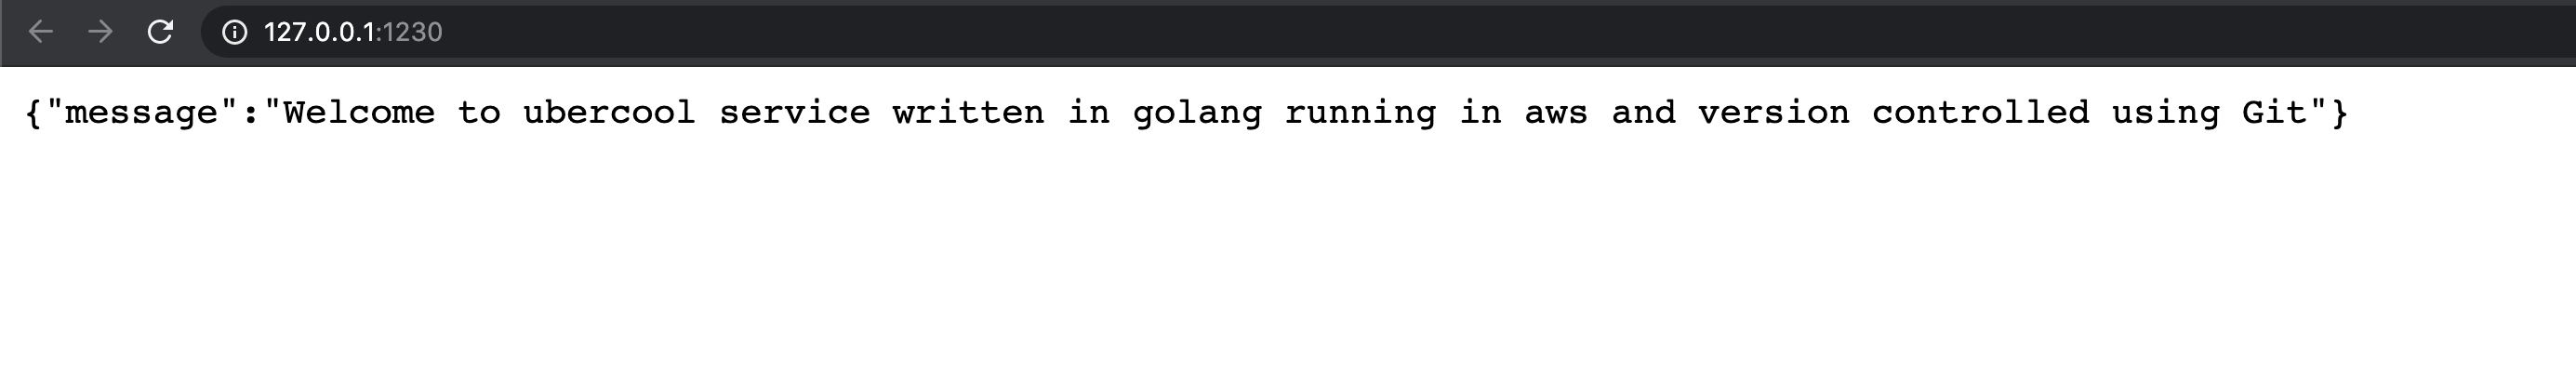 127.0.0.1:1230
{"message":"Welcome to ubercool service written in golang running in aws and version controlled using Git"}